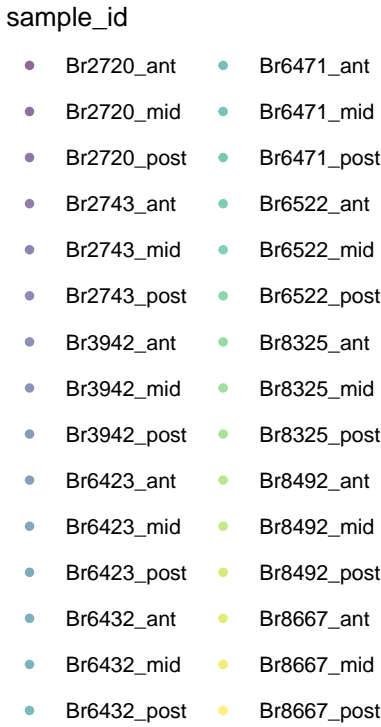 sample_id
Br2720_ant
Br2720_mid
Br2720_post
Br2743_ant
Br2743_mid
Br2743_post
Br3942_ant
Br3942_mid
Br3942_post
Br6423_ant
Br6423_mid
Br6423_post
Br6432_ant
Br6432_mid
Br6432_post
Br6471_ant
Br6471_mid
Br6471_post
Br6522_ant
Br6522_mid
Br6522_post
Br8325_ant
Br8325_mid
Br8325_post
Br8492_ant
Br8492_mid
Br8492_post
Br8667_ant
Br8667_mid
Br8667_post